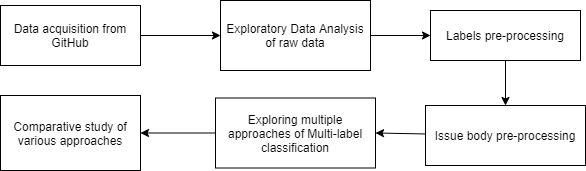 Data acquisition from
GitHub
Exploratory Data Analysis
of raw data
Labels pre-processing
Issue body pre-processing
Exploring multiple
approaches of Multi-label
classification
Comparative study of
various approaches